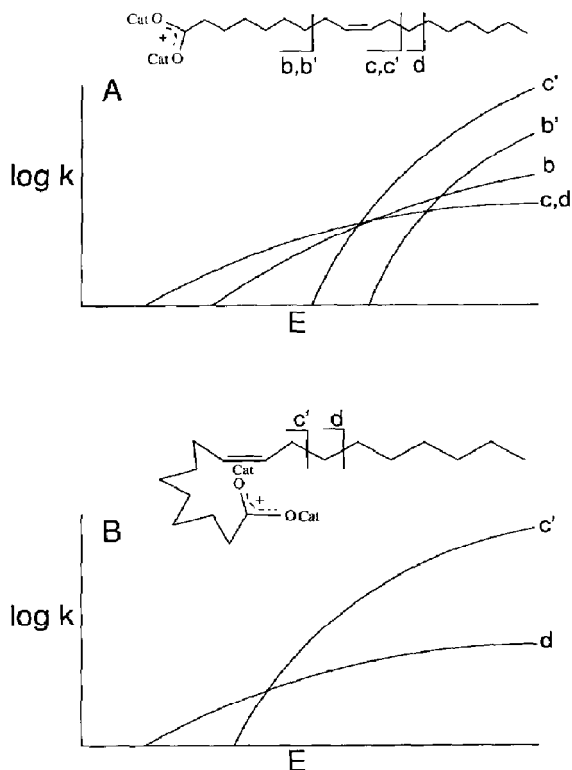 Cat O
+
Cat O
b,b' c,c' d
A
c'
b'
log k
b
c,d
E
c' d
Cat
O
+
OCat
B
c'
log k
d
E